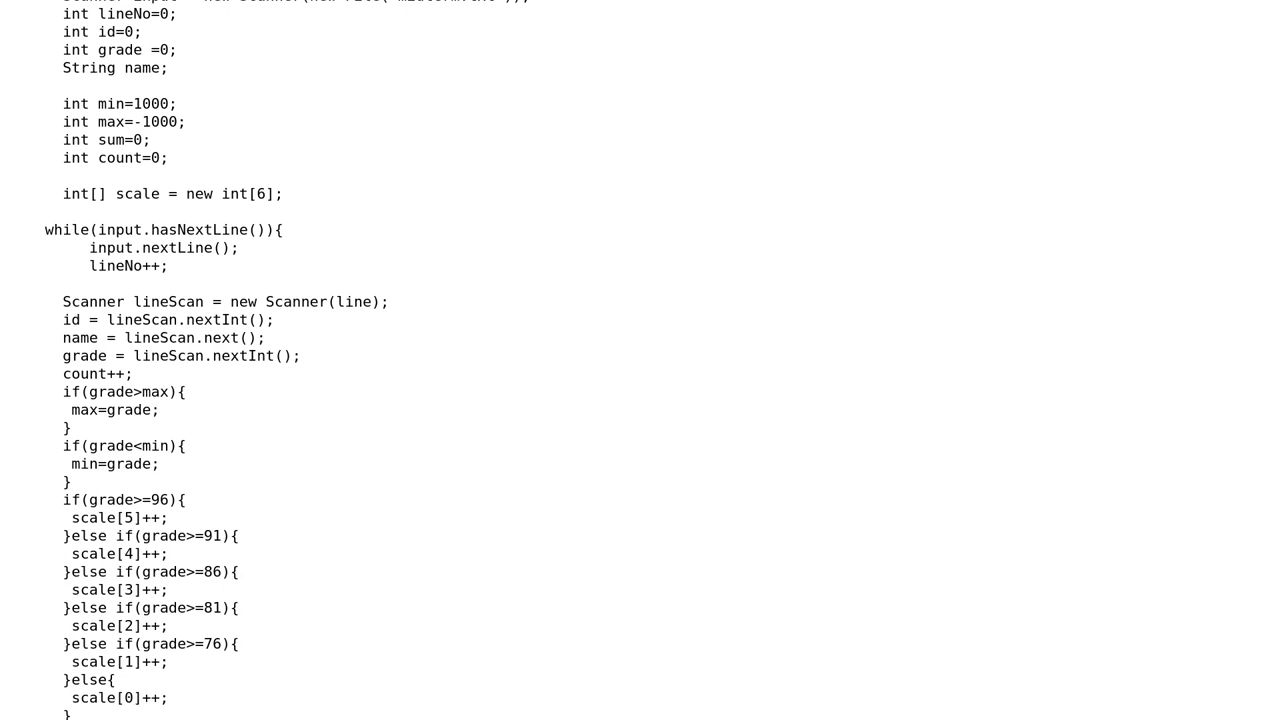 int lineNo=0;
int id=0;
int grade =0;
String name;
int min=1000;
int max=-1000;
int sum=0;
int count=0;
int[] scale = new int[6];
while(input.hasNextLine()){
input.nextLine();
lineNo++;
Scanner lineScan = new Scanner(line);
id = lineScan.nextInt();
name = lineScan.next();
grade = lineScan.nextInt();
count++;
if(grade>max){
max=grade;
}
if(grade<min){
min=grade;
}
if(grade>=96){
scale[5]++;
}else if(grade>=91){
scale[4]++;
}else if(grade>=86){
scale[3]++;
}else if(grade>=81){
scale[2]++;
}else if(grade>=76){
scale[1]++;
}else{
scale[0]++;
}